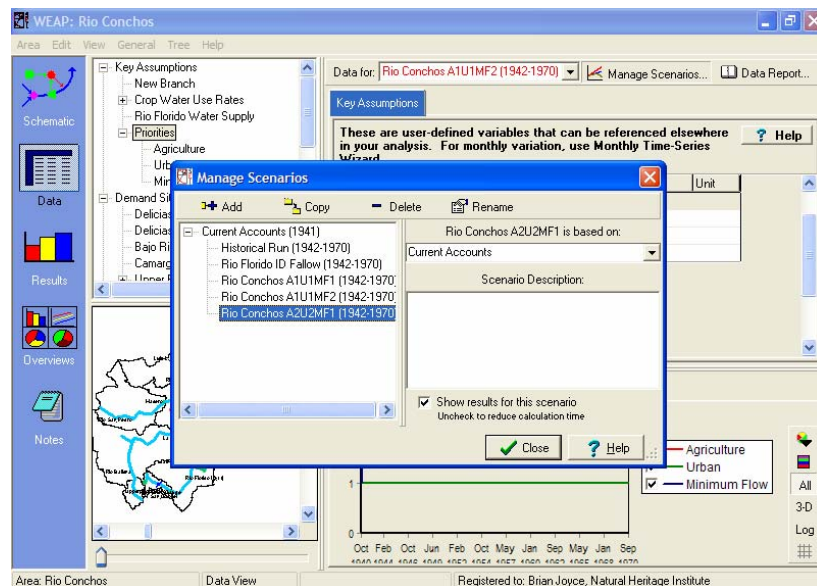 WEAP: Rio Conchos
Area Edit View General Tree Help
Schematic
Data
Results
Overviews
Notes
Key Assumptions
New Branch
Crop Water Use Rates
Rio Florido Water Supply
Priorities
Agriculture
Urb
Min
Demand Si
Delicias
Delicias
Bajo Ri
Camarg
Upper F
Data for: Rio Conchos A1U1MF2 (1942-1970) Manage Scenarios... Data Report...
Key Assumptions
These are user-defined variables that can be referenced elsewhere
in your analysis. For monthly variation, use Monthly Time-Series
Wizard
Help
Unit
Manage Scenarios
Add Copy Delete Rename
Current Accounts (1941)
Historical Run (1942-1970)
Rio Florido ID Fallow (1942-1970)
Rio Conchos A1U1MF1 (1942-1970)
Rio Conchos A1U1MF2 (1942-1970
Rio Conchos A2U2MF1 (1942-1970)
Rio Conchos A2U2MF1 is based on:
Current Accounts
Scenario Description:
Show results for this scenario
Uncheck to reduce calculation time
Close Help
Agriculture
Urban
Minimum Flow
All
3-D
Log
1
0
Oct Feb Oct Jun Feb Oct May Jan Sep May Jan Sep
Area: Rio Conchos Data View Registered to: Brian Joyce, Natural Heritage Institute